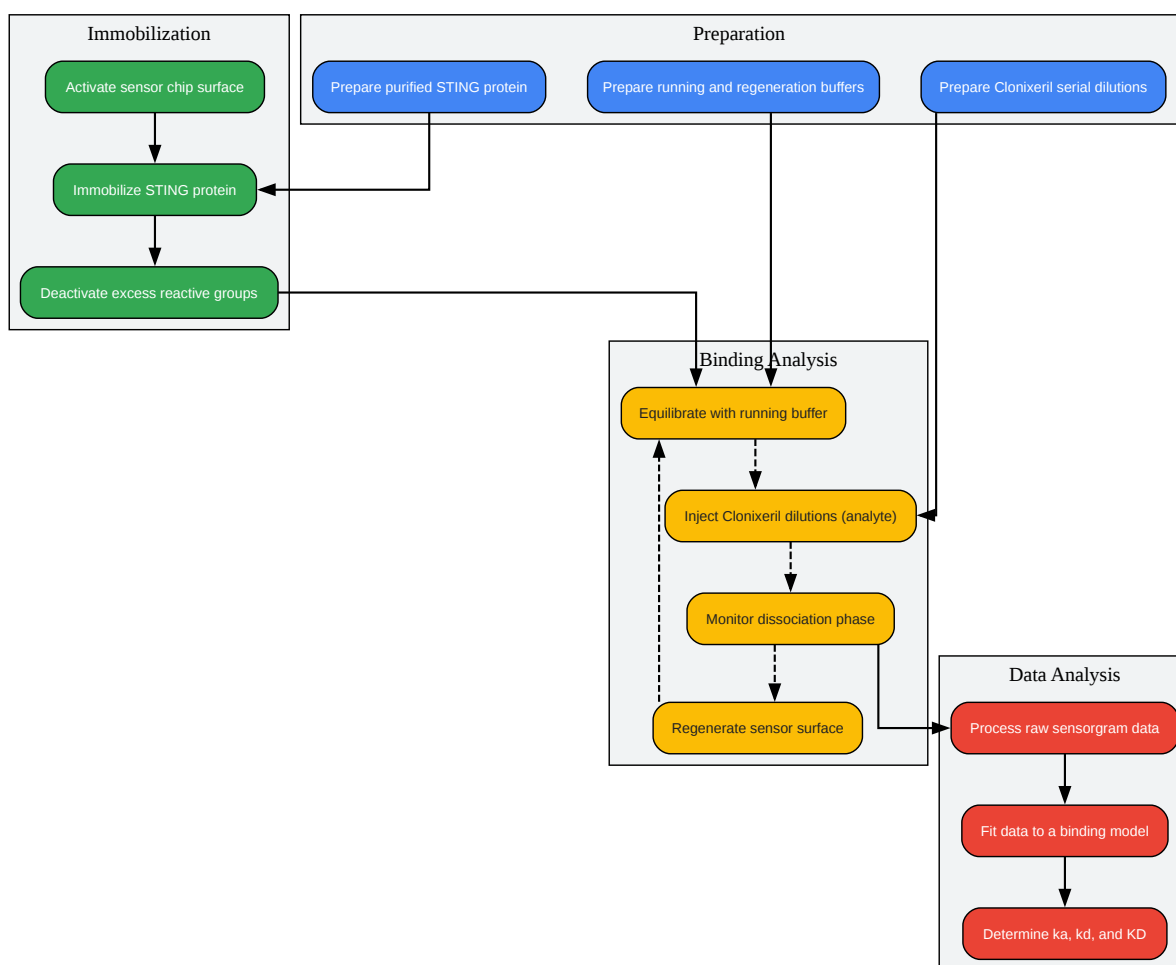 Immobilization
Activate sensor chip surface
Immobilize STING protein
Deactivate excess reactive groups
Preparation
Prepare purified STING protein
Prepare running and regeneration buffers
Prepare Clonixeril serial dilutions
Binding Analysis
Equilibrate with running buffer
Inject Clonixeril dilutions (analyte)
Monitor dissociation phase
Regenerate sensor surface
Data Analysis
Process raw sensorgram data
Fit data to a binding model
Determine ka, kd, and KD